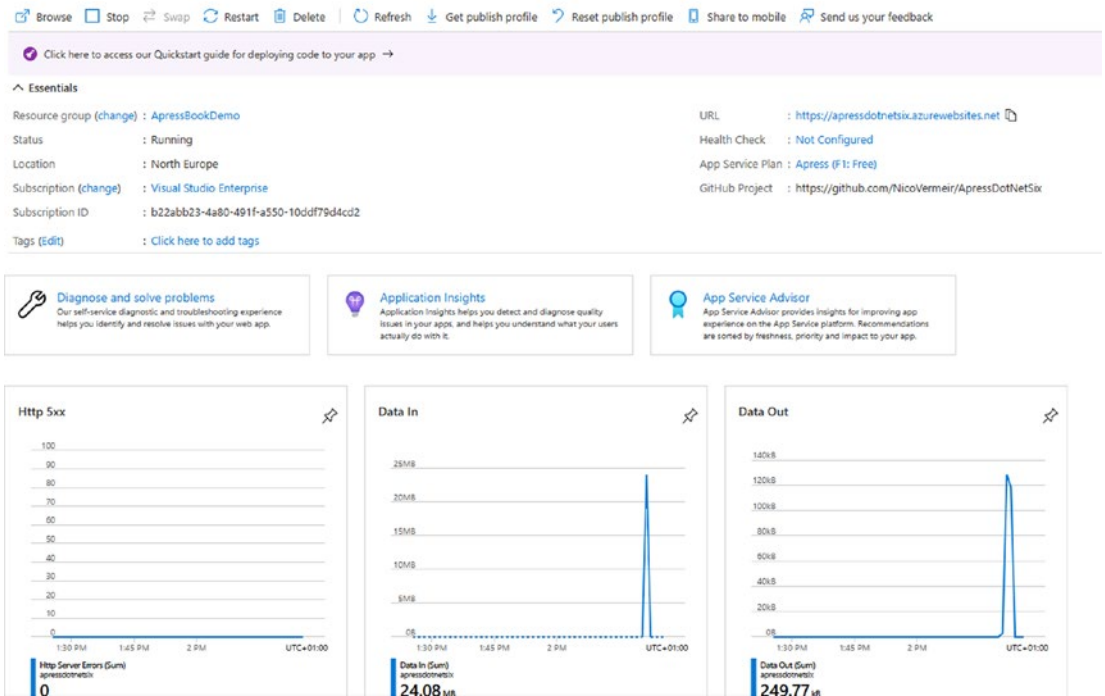 Browse Stop Swap Restart Delete Refresh Get publish profile Reset publish profile Share to mobile Send us your feedback
Click here to access our Quickstart guide for deploying code to your app →
Essentials
Resource group (change) : ApressBookDemo
Status : Running
Location : North Europe
Subscription (change) : Visual Studio Enterprise
Subscription ID : b22abb23-4a80-491f-a550-10ddf79d4cd2
Tags (Edit) : Click here to add tags
URL : https://apressdotnetsix.azurewebsites.net
Health Check : Not Configured
App Service Plan : Apress (F1: Free)
GitHub Project : https://github.com/NicoVermeir/ApressDotNetSix
Diagnose and solve problems
Our self-service diagnostic and troubleshooting experience
helps you identify and resolve issues with your web app.
Application Insights
Application Insights helps you detect and diagnose quality
issues in your apps, and helps you understand what your users
actually do with it.
App Service Advisor
App Service Advisor provides insights for improving app
experience on the App Service platform. Recommendations
are sorted by freshness, priority and impact to your app.
Http 5xx
100
90
80
70
60
50
40
30
20
10
0
1:30 PM 1:45 PM 2 PM UTC+01:00
Http Server Errors (Sum)
apressdotnetsix
0
Data In
25MB
20MB
15MB
10MB
5MB
0B
1:30 PM 1:45 PM 2 PM UTC+01:00
Data In (Sum)
apressdotnetsix
24.08 MB
Data Out
140kB
120kB
100kB
80kB
60kB
40kB
20kB
0B
1:30 PM 1:45 PM 2 PM UTC+01:00
Data Out (Sum)
apressdotnetsix
249.77 kB